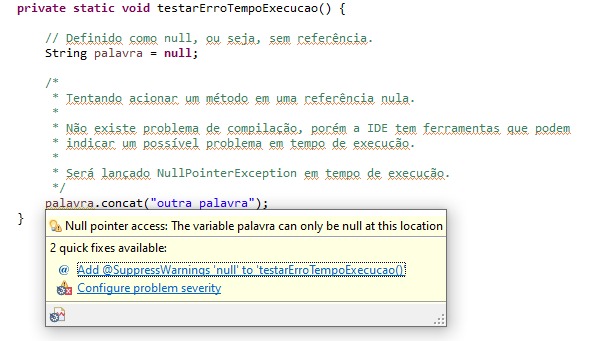 private static void testarErroTempoExecucao() {
// Definido como null, ou seja, sem referência.
String palavra = null;
/*
* Tentando acionar um método em uma referência nula.
*
* Não existe problema de compilação, porém a IDE tem ferramentas que podem
* indicar um possível problema em tempo de execução.
*
* Será lançado NullPointerException em tempo de execução.
*/
palavra.concat("outra palavra");
}
Null pointer access: The variable palavra can only be null at this location
2 quick fixes available:
@ Add @SuppressWarnings 'null' to 'testarErroTempoExecucao()
Configure problem severity